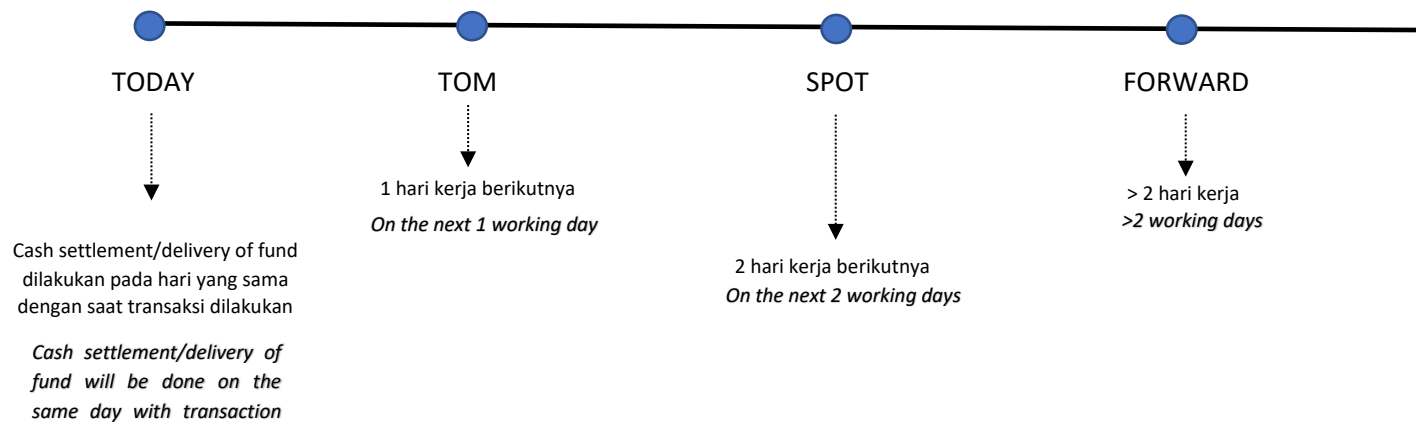 TODAY
TOM
SPOT
FORWARD
Cash settlement/delivery of fund
dilakukan pada hari yang sama
dengan saat transaksi dilakukan
Cash settlement/delivery of
fund will be done on the
same day with transaction
1 hari kerja berikutnya
On the next 1 working day
2 hari kerja berikutnya
On the next 2 working days
> 2 hari kerja
>2 working days